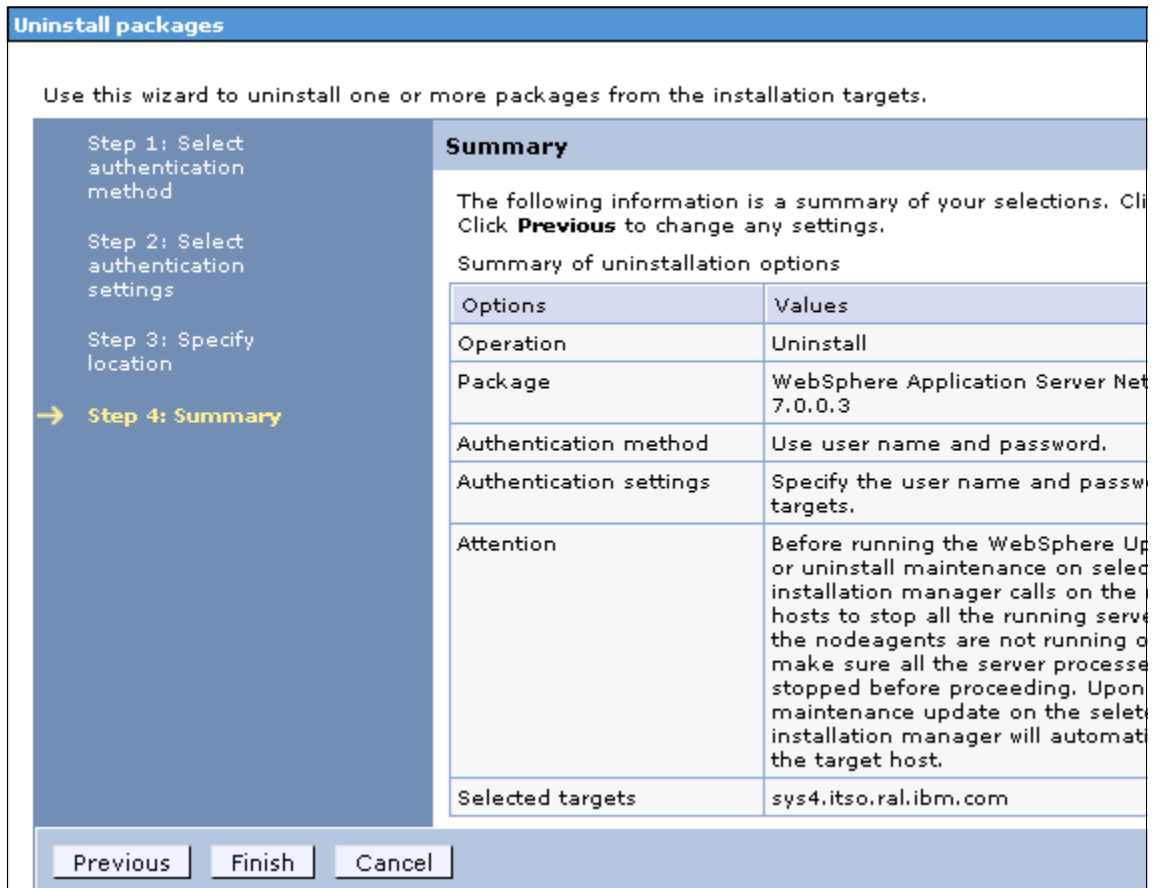 Uninstall packages
Use this wizard to uninstall one or more packages from the installation targets.
Step 1: Select
authentication
method
Step 2: Select
authentication
settings
Step 3: Specify
location
Step 4: Summary
Summary
The following information is a summary of your selections. Cli
Click Previous to change any settings.
Summary of uninstallation options
Options Values
Operation Uninstall
Package WebSphere Application Server Net
7.0.0.3
Authentication method Use user name and password.
Authentication settings Specify the user name and passw
targets.
Attention Before running the WebSphere Up
or uninstall maintenance on selec
installation manager calls on the
hosts to stop all the running serve
the nodeagents are not running o
make sure all the server processe
stopped before proceeding. Upon
maintenance update on the selete
installation manager will automati
the target host.
Selected targets sys4.itso.ral.ibm.com
Previous Finish Cancel